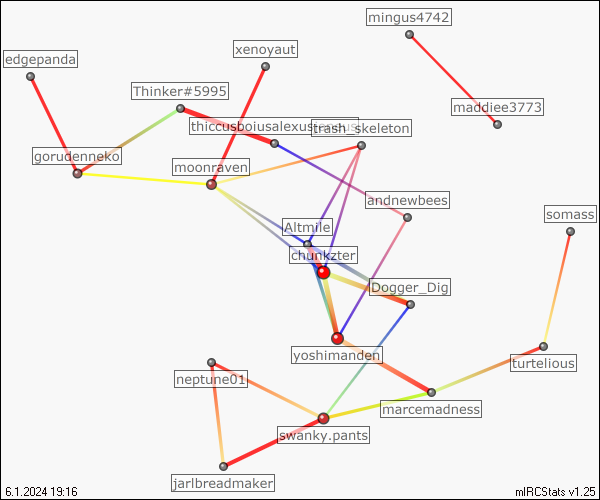 mingus4742
xenoyaut
edgepanda
Thinker#5995
maddiee3773
trash_skeleton
gorudenneko
moonraven
andnewbees
somass
Altmile
chunkzter
Dogger_Dig
yoshimanden
turtelious
neptune01
marcemadness
swanky.pants
jarlbreadmaker
6.1.2024 19:16
mIRCStats v1.25